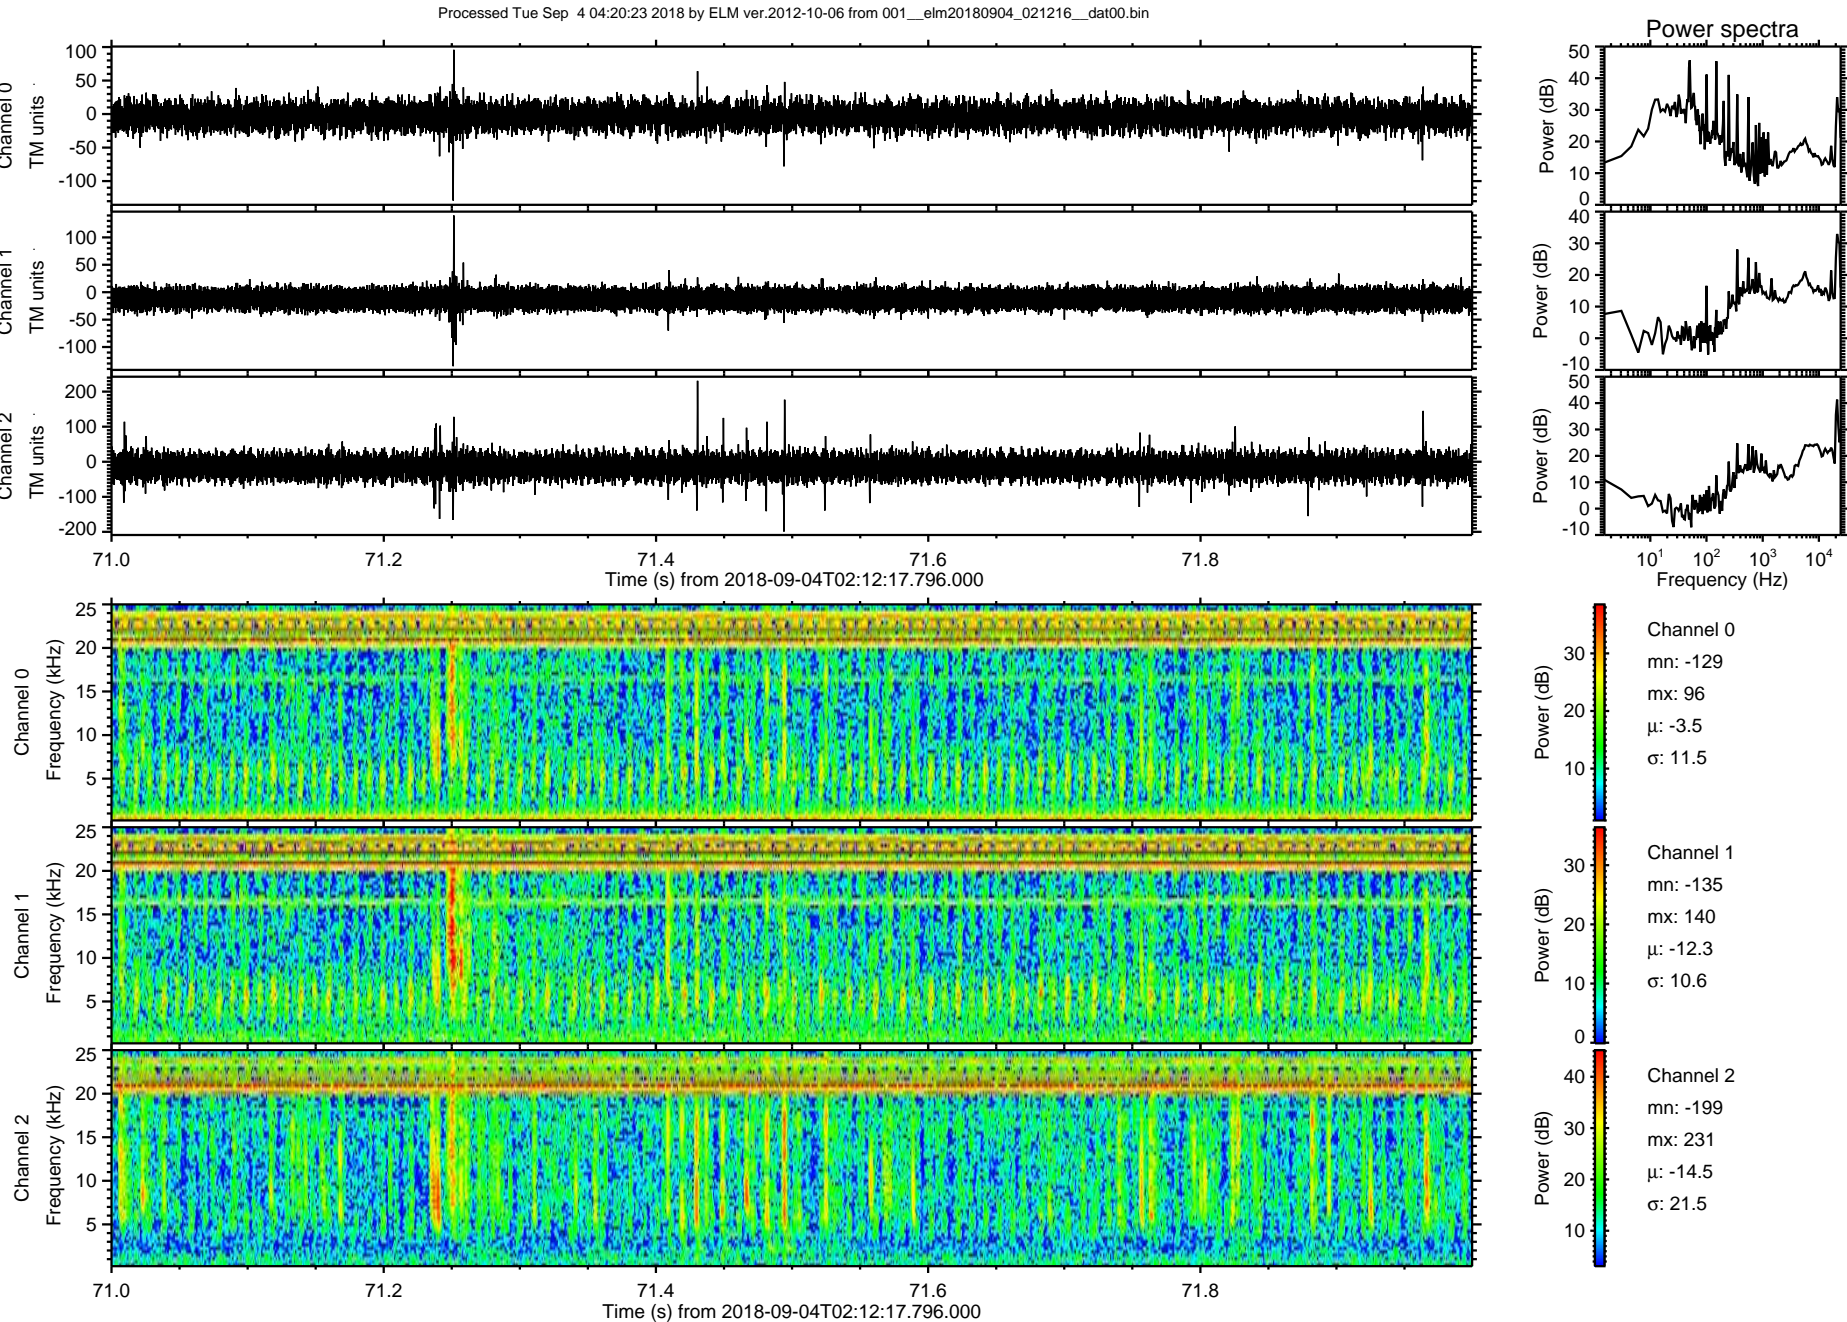 Processed Tue Sep  4 04:20:23 2018 by ELM ver.2012-10-06 from 001__elm20180904_021216__dat00.bin
Power spectra
Channel 0
TM units
100
50
0
-50
-100
Power (dB)
50
40
30
20
10
0
Channel 1
TM units
100
50
0
-50
-100
Power (dB)
40
30
20
10
0
-10
Channel 2
TM units
200
100
0
-100
-200
Power (dB)
50
40
30
20
10
0
-10
71.0 71.2 71.4 71.6 71.8
Time (s) from 2018-09-04T02:12:17.796.000
10¹ 10² 10³ 10⁴
Frequency (Hz)
Channel 0
Frequency (kHz)
25
20
15
10
5
Power (dB)
30
20
10
Channel 0
mn: -129
mx: 96
µ: -3.5
σ: 11.5
Channel 1
Frequency (kHz)
25
20
15
10
5
Power (dB)
30
20
10
0
Channel 1
mn: -135
mx: 140
µ: -12.3
σ: 10.6
Channel 2
Frequency (kHz)
25
20
15
10
5
Power (dB)
40
30
20
10
Channel 2
mn: -199
mx: 231
µ: -14.5
σ: 21.5
71.0 71.2 71.4 71.6 71.8
Time (s) from 2018-09-04T02:12:17.796.000